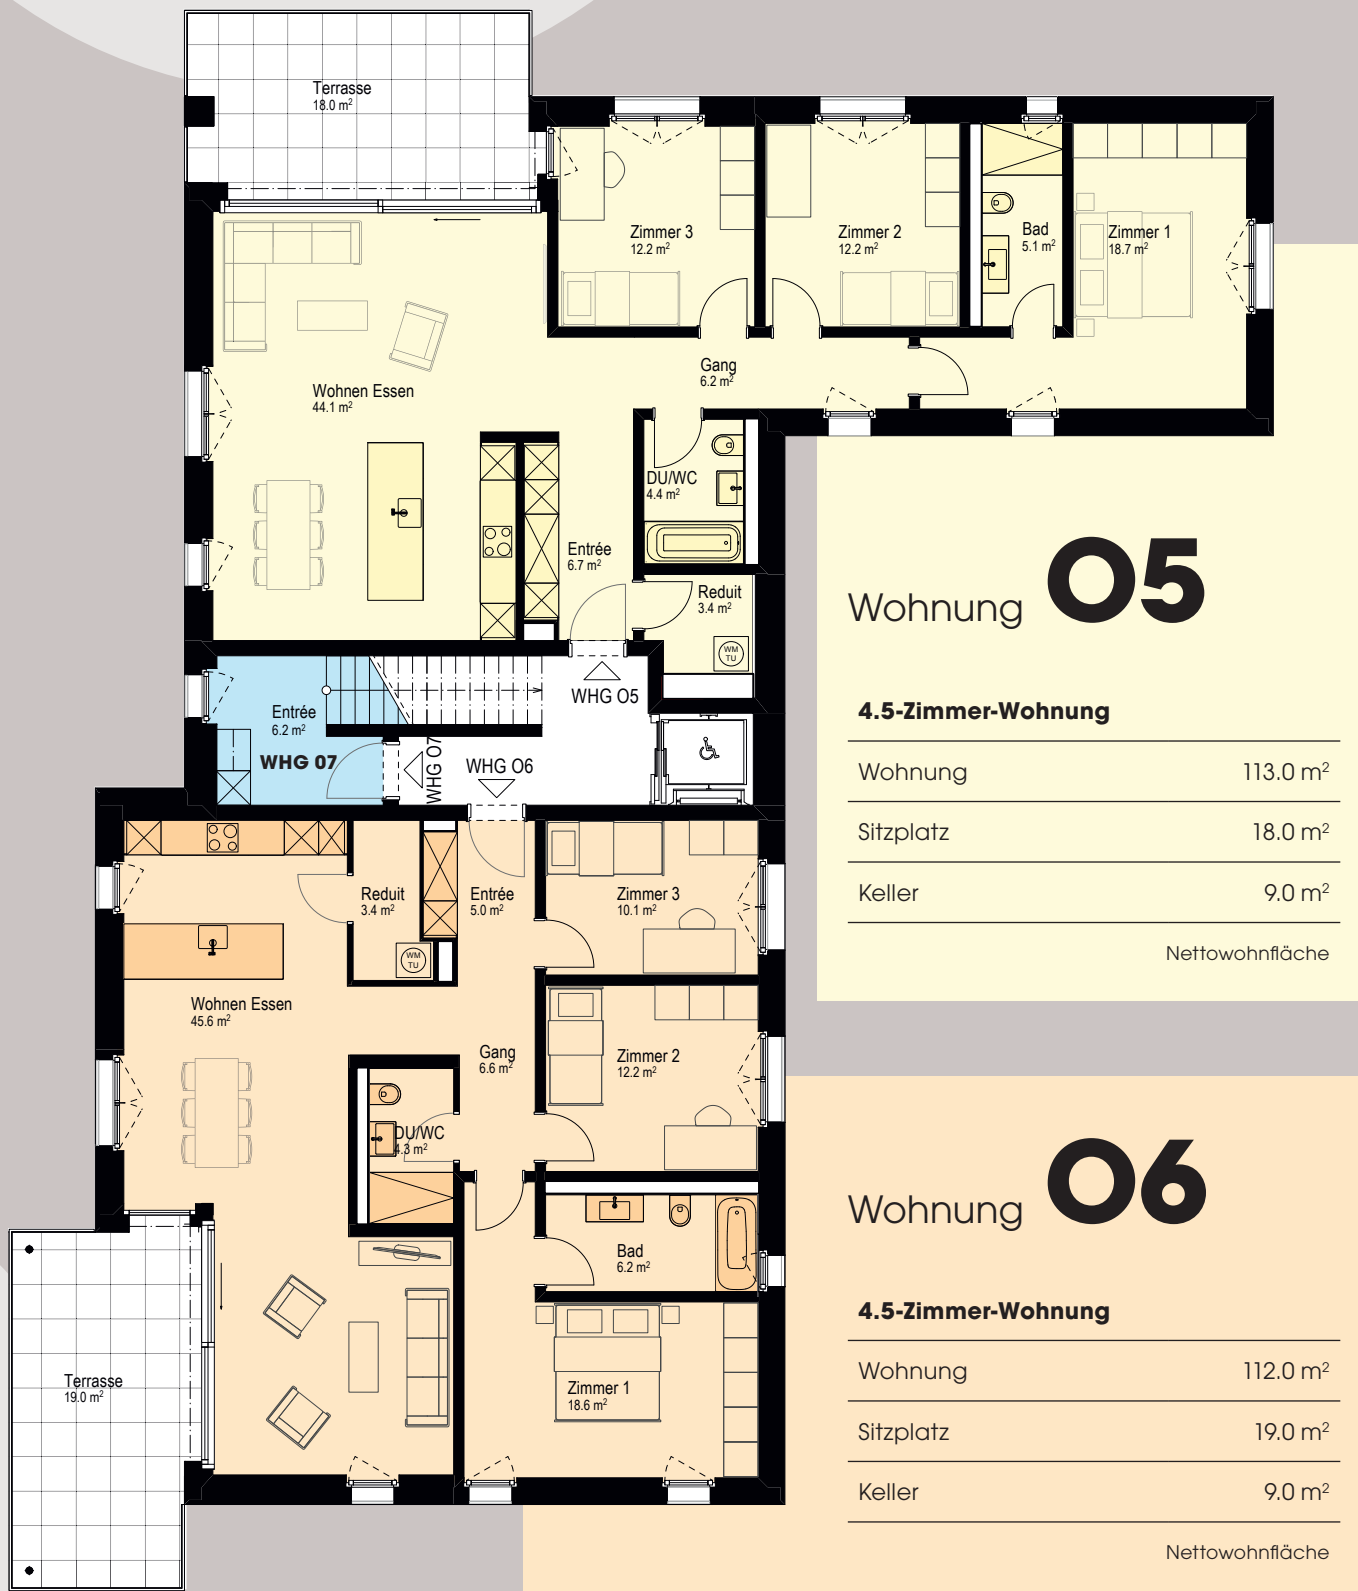 Terrasse
18.0 m²
Zimmer 3
12.2 m²
Zimmer 2
12.2 m²
Bad
5.1 m²
Zimmer 1
18.7 m²
Gang
6.2 m²
Wohnen Essen
44.1 m²
DU/WC
4.4 m²
Entrée
6.7 m²
Reduit
3.4 m²
WM
TU
WHG O5
Entrée
6.2 m²
WHG 07
WHG O7
WHG O6
Reduit
3.4 m²
WM
TU
Entrée
5.0 m²
Zimmer 3
10.1 m²
Wohnen Essen
45.6 m²
Gang
6.6 m²
Zimmer 2
12.2 m²
DU/WC
4.3 m²
Bad
6.2 m²
Zimmer 1
18.6 m²
Terrasse
19.0 m²
Wohnung O5
4.5-Zimmer-Wohnung
Wohnung 113.0 m²
Sitzplatz 18.0 m²
Keller 9.0 m²
Nettowohnfläche
Wohnung O6
4.5-Zimmer-Wohnung
Wohnung 112.0 m²
Sitzplatz 19.0 m²
Keller 9.0 m²
Nettowohnfläche